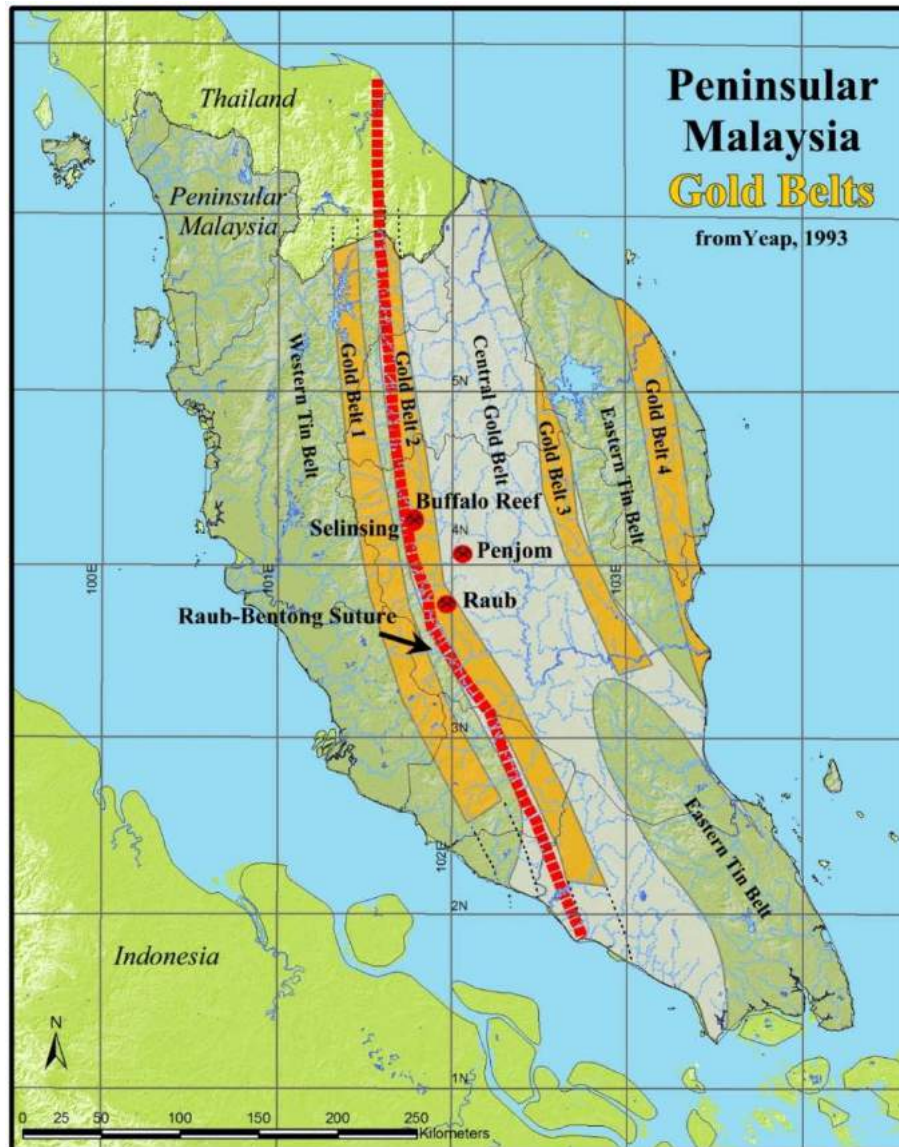 Peninsular
Malaysia
Gold Belts
fromYeap, 1993
Thailand
Peninsular
Malaysia
Western Tin Belt
Gold Belt 1
Gold Belt 2
Central Gold Belt
Gold Belt 3
Eastern Tin Belt
Gold Belt 4
5N
Buffalo Reef
Selinsing
4N
Penjom
100E
101E
103E
Raub
Raub-Bentong Suture
3N
102E
Eastern Tin Belt
2N
Indonesia
N
1N
0 25 50 100 150 200 250
Kilometers